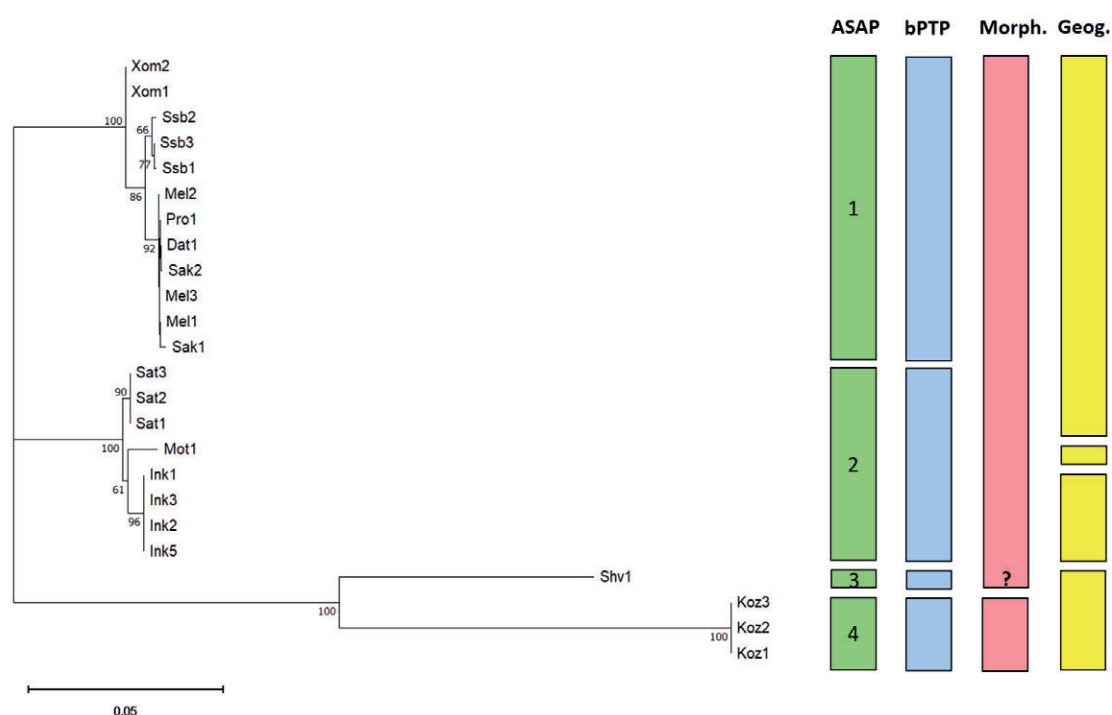 ASAP bPTP Morph. Geog.
Xom2
Xom1
100
Ssb2
66
Ssb3
77
Ssb1
86
Mel2
Pro1
92
Dat1
Sak2
Mel3
Mel1
Sak1
1
Sat3
90
Sat2
Sat1
100
Mot1
2
Ink1
61
Ink3
96
Ink2
Ink5
Shv1
3
?
100
Koz3
Koz2
100
Koz1
4
0.05